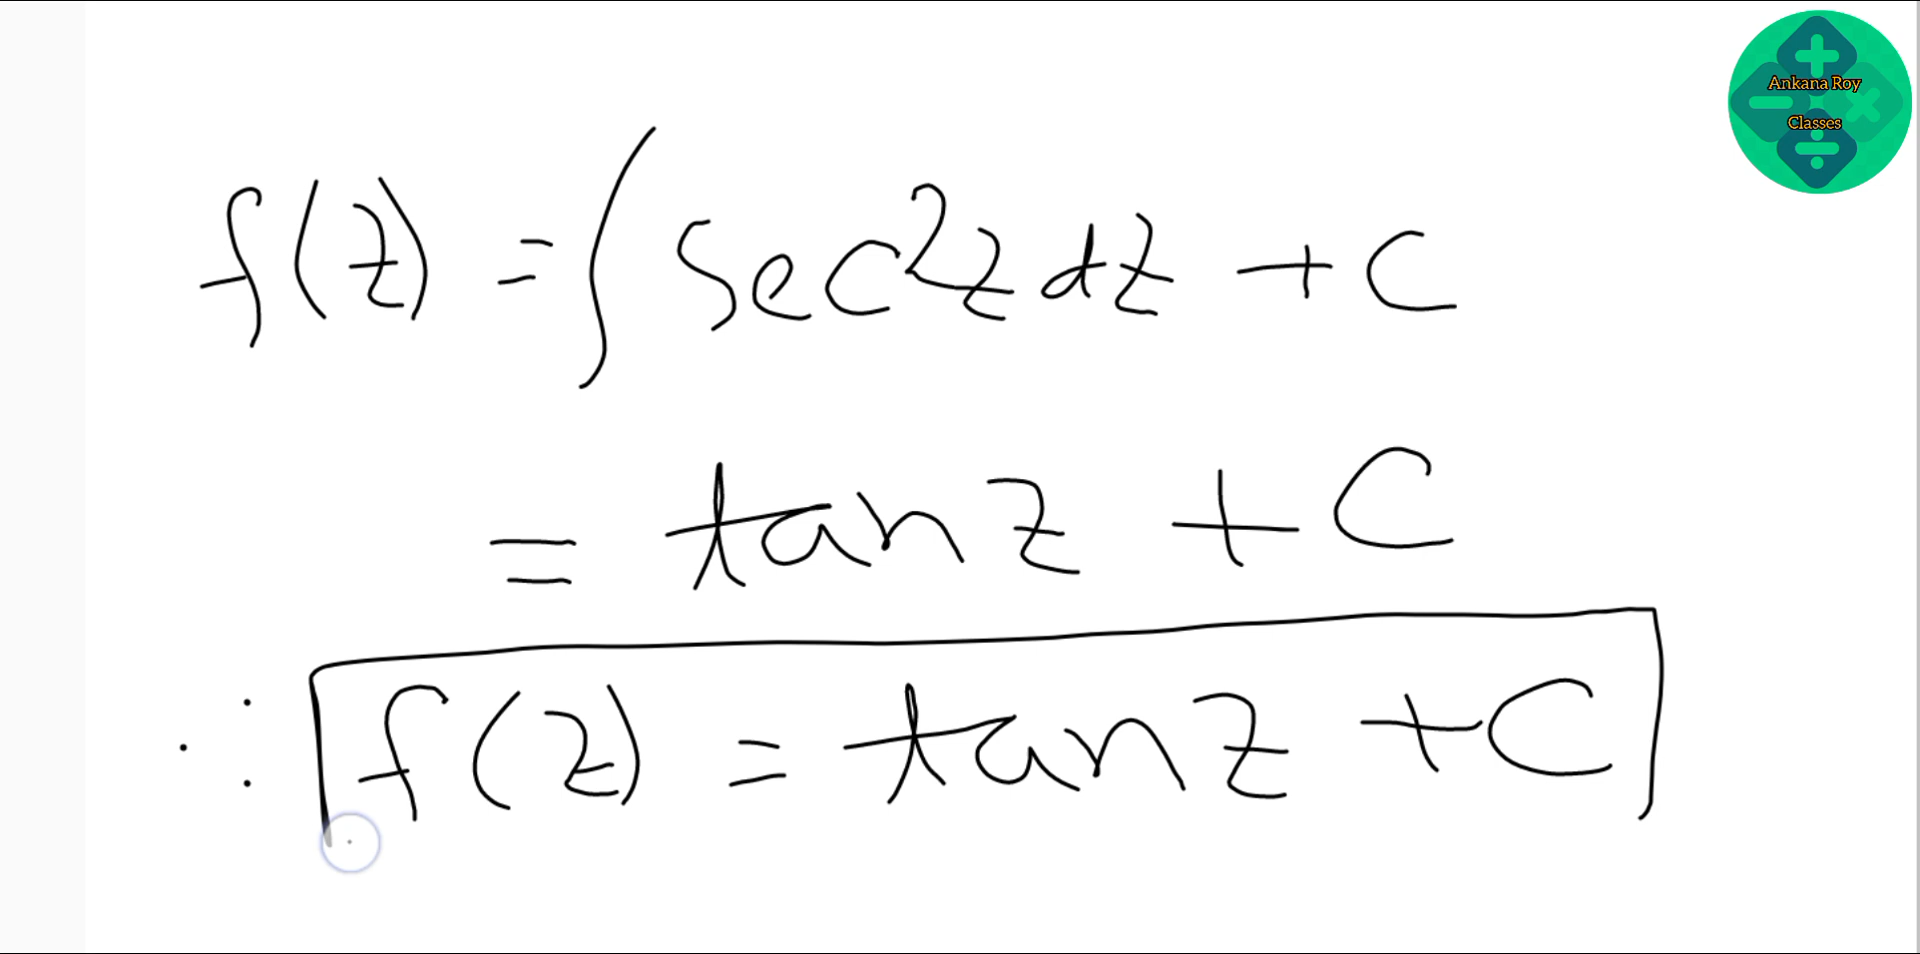 Ankana Roy
Classes
f(z) = ∫ Sec²z dz + C
= tan z + C
∴ f(z) = tan z + C